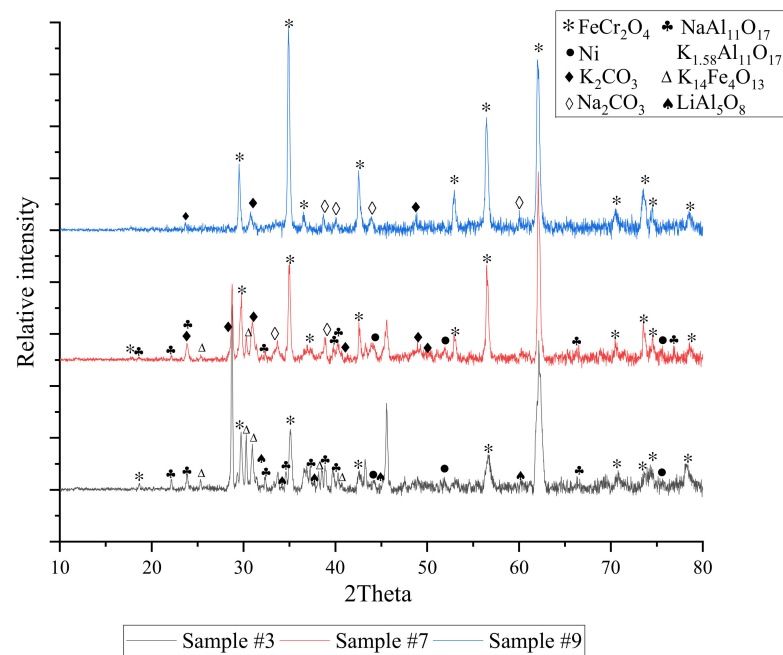 * FeCr₂O₄ ♣ NaAl₁₁O₁₇
● Ni K₁.₅₈Al₁₁O₁₇
♦ K₂CO₃ △ K₁₄Fe₄O₁₃
◊ Na₂CO₃ ♠ LiAl₅O₈
Relative intensity
10 20 30 40 50 60 70 80
2Theta
Sample #3 Sample #7 Sample #9